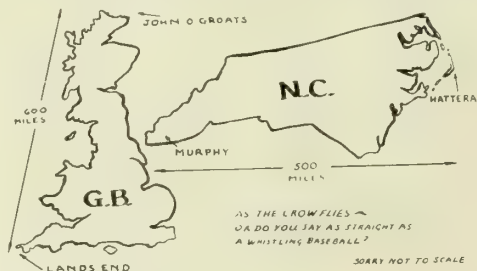 JOHN O GROATS
600
MILES
N.C.
HATTERA
MURPHY
500
MILES
G.B.
AS THE CROW FLIES ~
OR DO YOU SAY AS STRAIGHT AS
A WHISTLING BASEBALL?
SORRY NOT TO SCALE
LANDS END